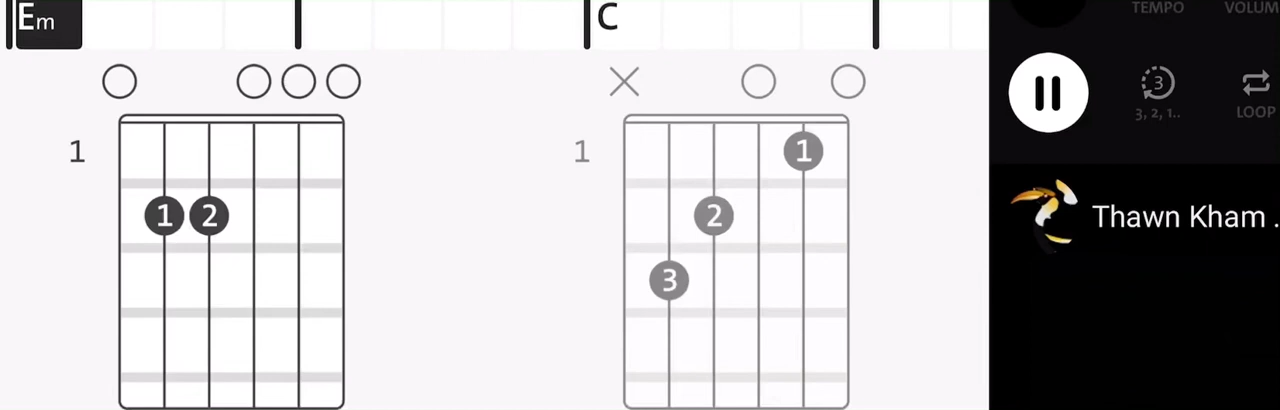 Em
C
TEMPO
VOLUM
3
3, 2, 1..
LOOP
1
1 2
1
1
2
3
Thawn Kham .